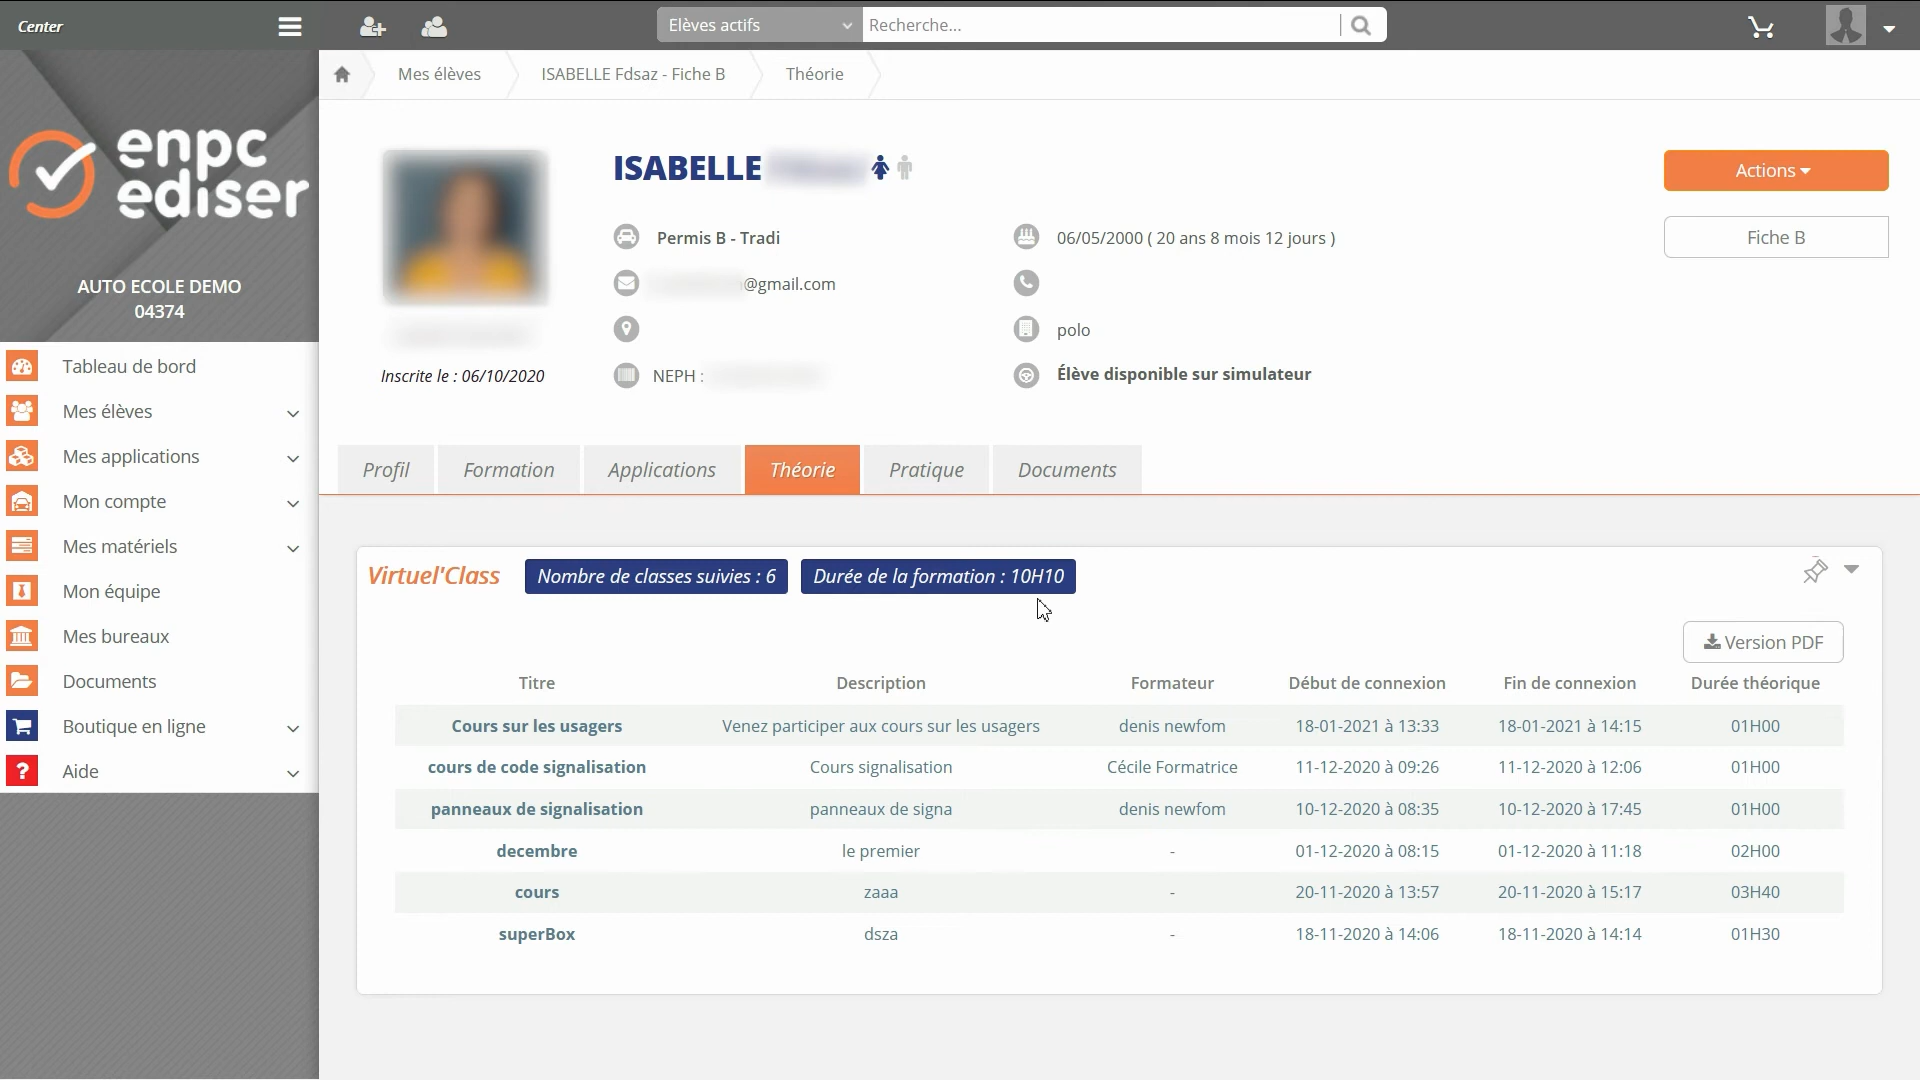 Center
Elèves actifs
Recherche...
Mes élèves
ISABELLE Fdsaz - Fiche B
Théorie
enpc
ediser
AUTO ECOLE DEMO
04374
Tableau de bord
Mes élèves
Mes applications
Mon compte
Mes matériels
Mon équipe
Mes bureaux
Documents
Boutique en ligne
? Aide
ISABELLE
Actions
Fiche B
Permis B - Tradi
06/05/2000 ( 20 ans 8 mois 12 jours )
@gmail.com
polo
Inscrite le : 06/10/2020
NEPH :
Élève disponible sur simulateur
Profil Formation Applications Théorie Pratique Documents
Virtuel'Class Nombre de classes suivies : 6 Durée de la formation : 10H10
Version PDF
Titre Description Formateur Début de connexion Fin de connexion Durée théorique
Cours sur les usagers Venez participer aux cours sur les usagers denis newfom 18-01-2021 à 13:33 18-01-2021 à 14:15 01H00
cours de code signalisation Cours signalisation Cécile Formatrice 11-12-2020 à 09:26 11-12-2020 à 12:06 01H00
panneaux de signalisation panneaux de signa denis newfom 10-12-2020 à 08:35 10-12-2020 à 17:45 01H00
decembre le premier - 01-12-2020 à 08:15 01-12-2020 à 11:18 02H00
cours zaaa - 20-11-2020 à 13:57 20-11-2020 à 15:17 03H40
superBox dsza - 18-11-2020 à 14:06 18-11-2020 à 14:14 01H30